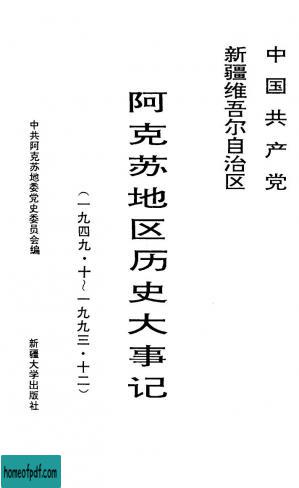 中国共产党
新疆维吾尔自治区
阿克苏地区历史大事记
（一九四九·十～一九九三·十二）
中共阿克苏地委党史委员会编
新疆大学出版社
homeofpdf.com